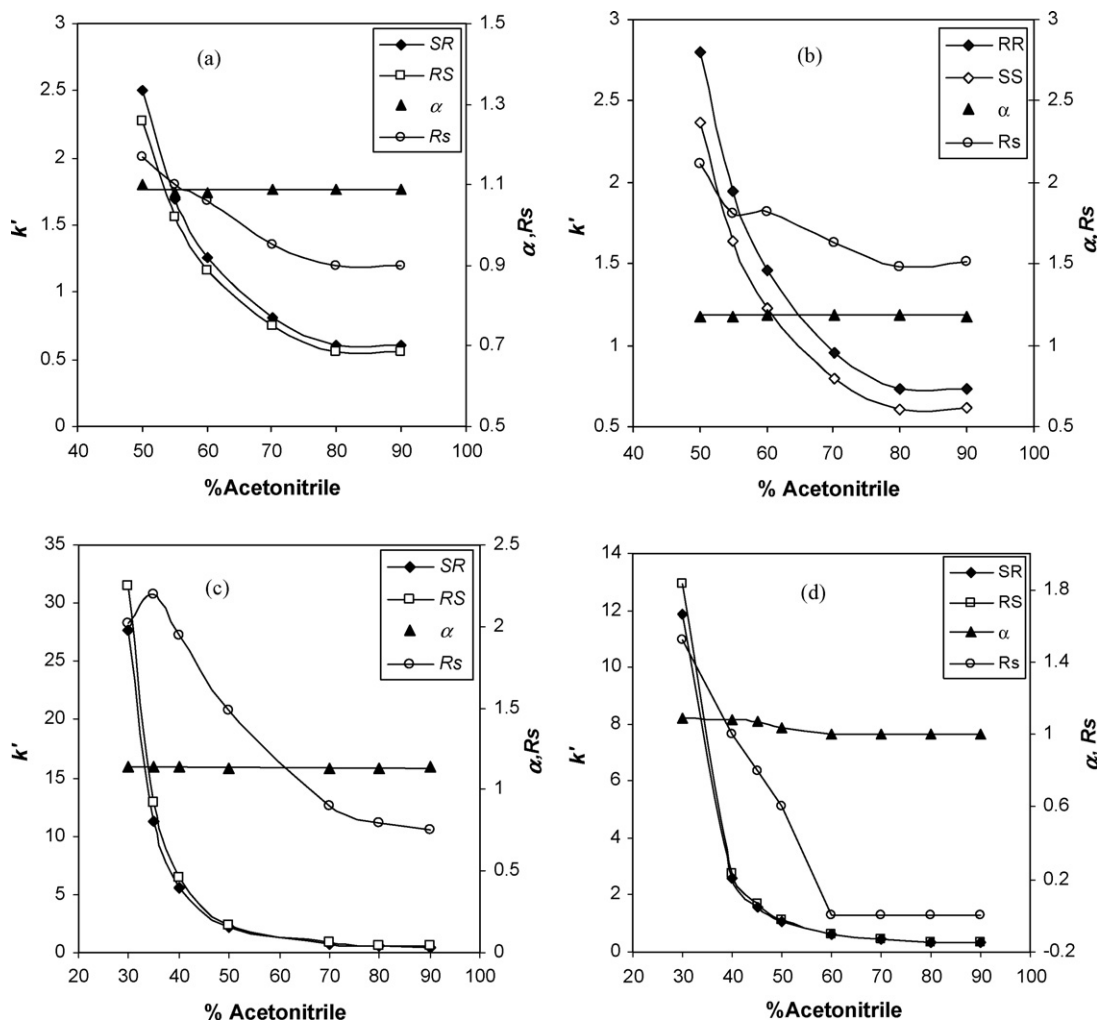 (a)
3
2.5
2
1.5
1
0.5
0
k'
1.5
1.3
1.1
0.9
0.7
0.5
α,Rs
SR
RS
α
Rs
40 50 60 70 80 90 100
%Acetonitrile
(b)
3
2.5
2
1.5
1
0.5
k'
3
2.5
2
1.5
1
0.5
α,Rs
RR
SS
α
Rs
40 50 60 70 80 90 100
% Acetonitrile
(c)
35
30
25
20
15
10
5
0
k'
2.5
2
1.5
1
0.5
0
α,Rs
SR
RS
α
Rs
20 30 40 50 60 70 80 90 100
% Acetonitrile
(d)
14
12
10
8
6
4
2
0
k'
1.8
1.4
1
0.6
0.2
-0.2
α, Rs
SR
RS
α
Rs
20 30 40 50 60 70 80 90 100
%Acetonitrile